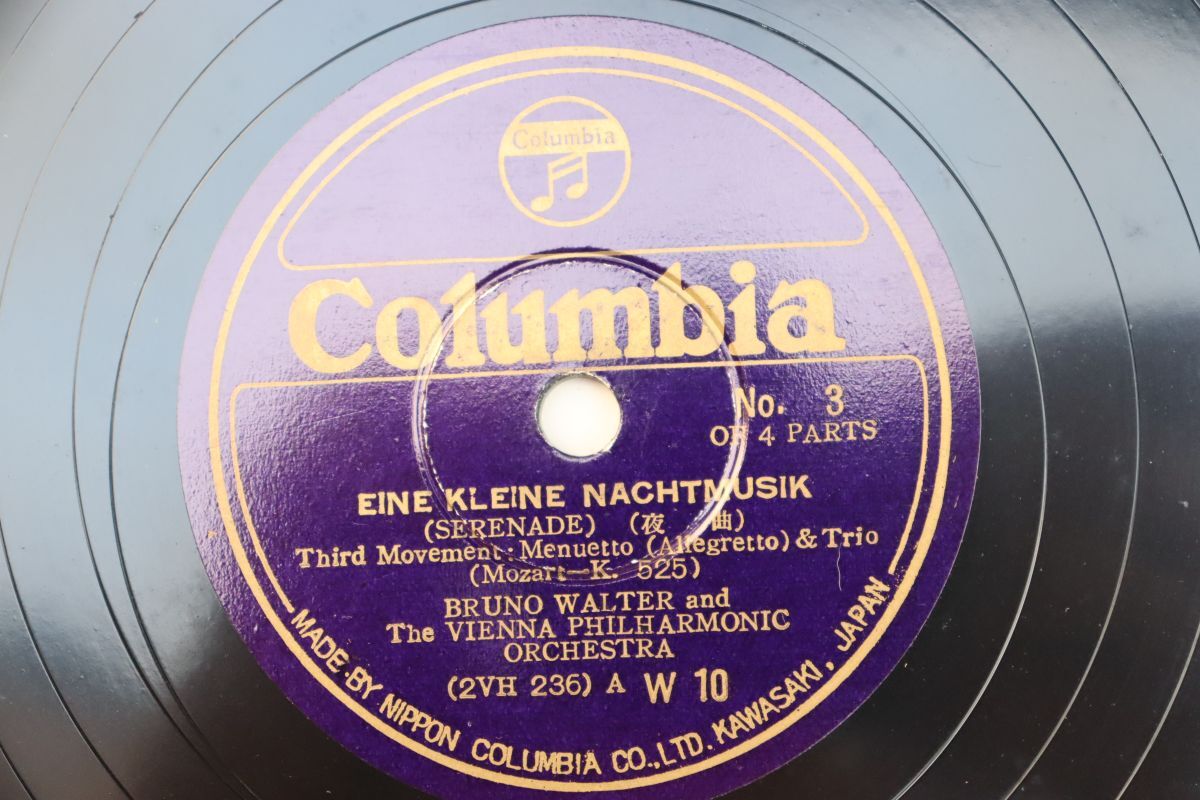 Columbia
Columbia
No. 3
OF 4 PARTS
EINE KLEINE NACHTMUSIK
(SERENADE) (夜 曲)
Third Movement: Menuetto (Allegretto) & Trio
(Mozart—K. 525)
BRUNO WALTER and
The VIENNA PHILHARMONIC
ORCHESTRA
(2VH 236) A W 10
MADE BY NIPPON COLUMBIA CO., LTD. KAWASAKI, JAPAN